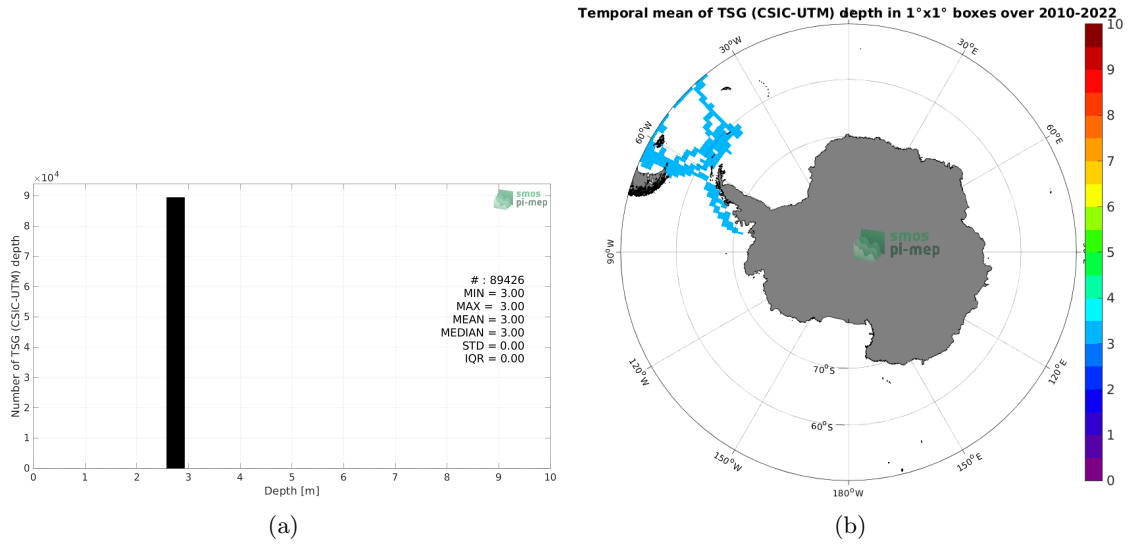 Temporal mean of TSG (CSIC-UTM) depth in 1°x1° boxes over 2010-2022
×10⁴
9
8
7
6
5
4
3
2
1
0
Number of TSG (CSIC-UTM) depth
smos
pi-mep
# : 89426
MIN = 3.00
MAX = 3.00
MEAN = 3.00
MEDIAN = 3.00
STD = 0.00
IQR = 0.00
0 1 2 3 4 5 6 7 8 9 10
Depth [m]
(a)
30°W
30°E
60°W
60°E
90°W
smos
pi-mep
120°W
120°E
70°S
60°S
150°W
150°E
180°W
10
9
8
7
6
5
4
3
2
1
0
(b)